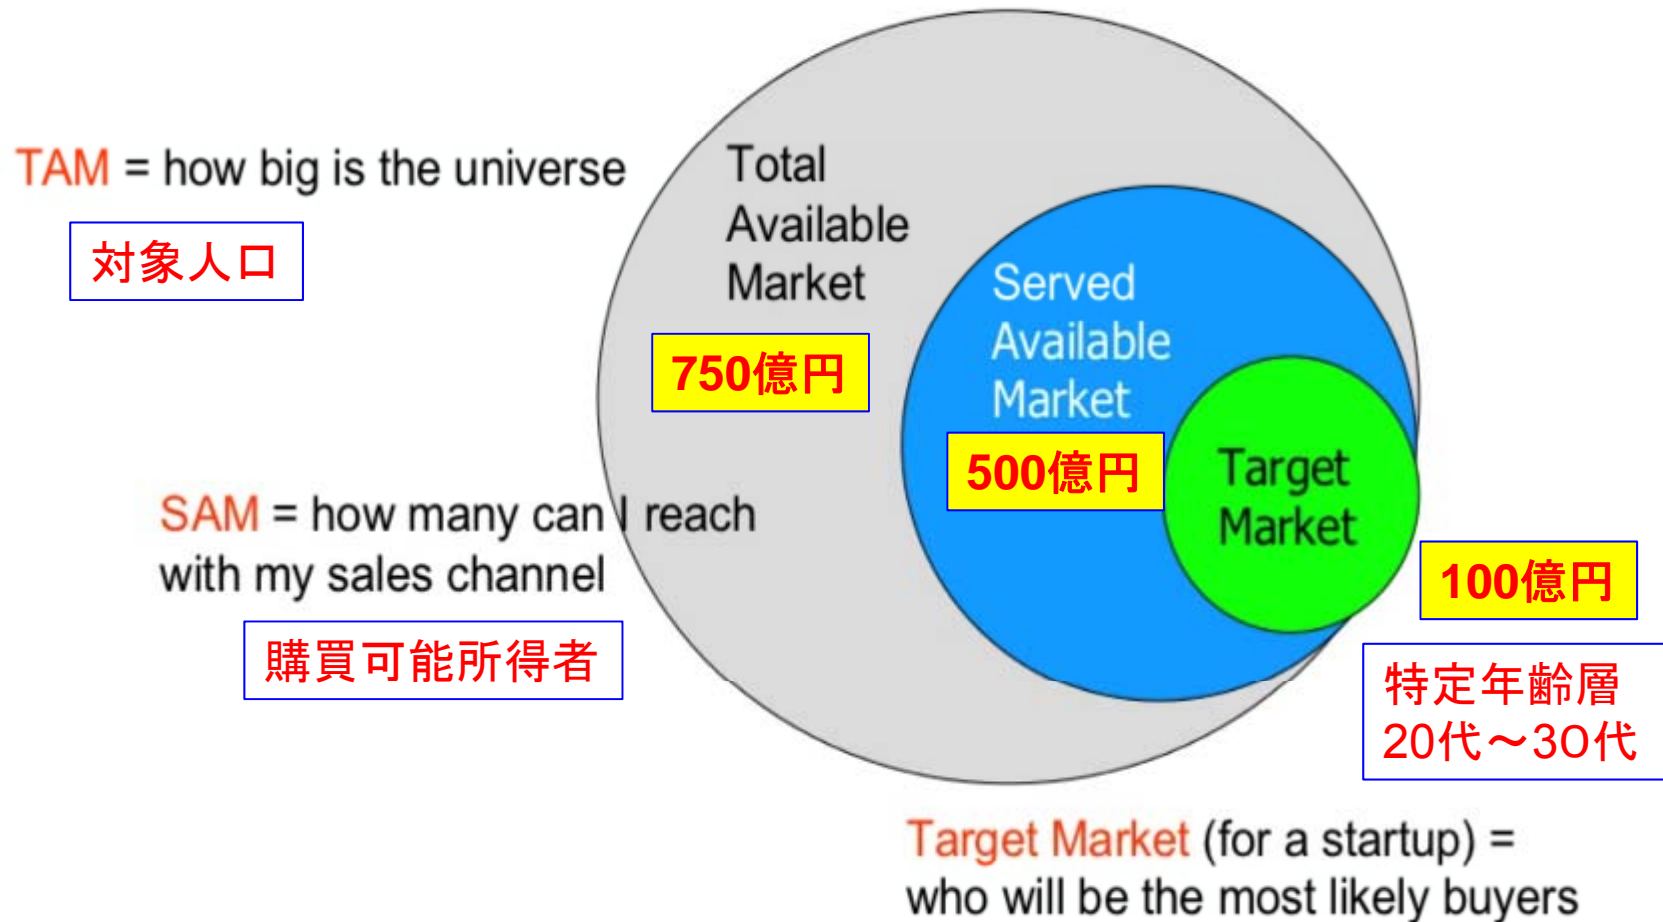 TAM = how big is the universe
対象人口
Total
Available
Market
750億円
Served
Available
Market
500億円
Target
Market
100億円
SAM = how many can I reach
with my sales channel
購買可能所得者
特定年齢層
20代～30代
Target Market (for a startup) =
who will be the most likely buyers